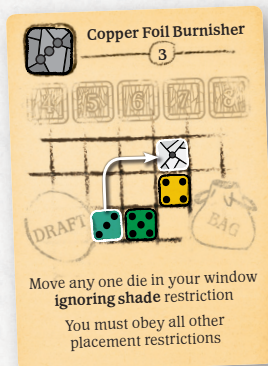 Copper Foil Burnisher
3
4 5 6 7 8
DRAFT
BAG
Move any one die in your window
ignoring shade restriction
You must obey all other
placement restrictions